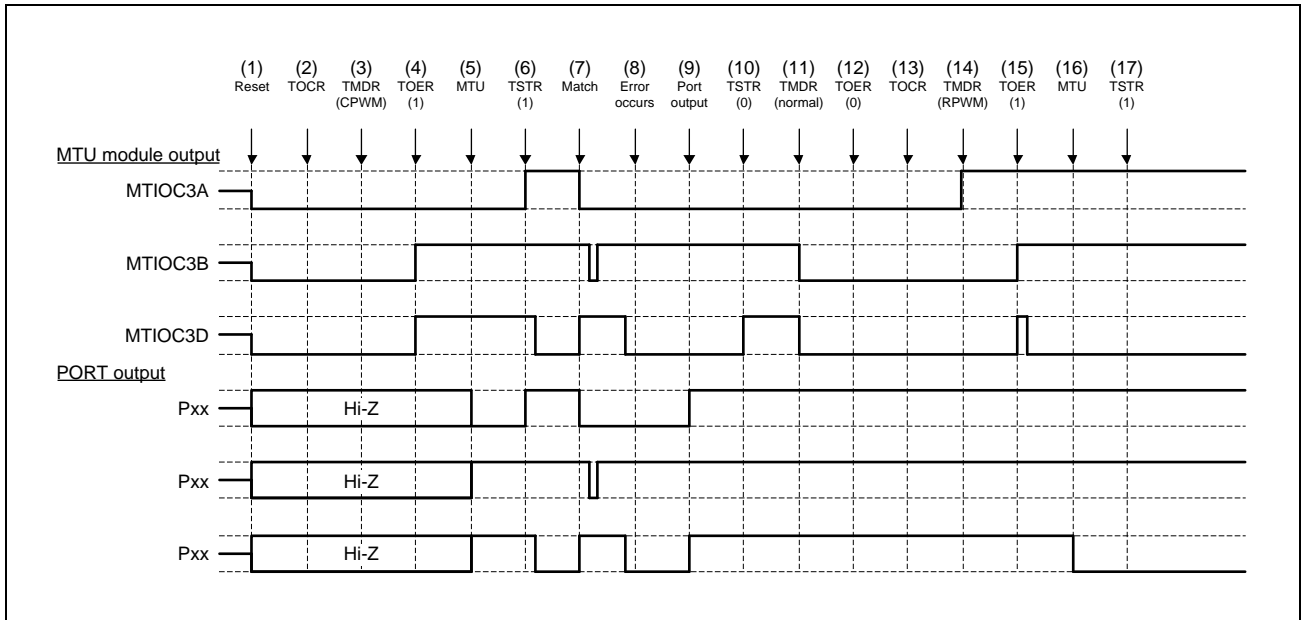 (1) (2) (3) (4) (5) (6) (7) (8) (9) (10) (11) (12) (13) (14) (15) (16) (17)
Reset TOCR TMDR TOER MTU TSTR Match Error Port TSTR TMDR TOER TOCR TMDR TOER MTU TSTR
(CPWM) (1) (1) occurs output (0) (normal) (0) (RPWM) (1) (1)
MTU module output
MTIOC3A
MTIOC3B
MTIOC3D
PORT output
Pxx Hi-Z
Pxx Hi-Z
Pxx Hi-Z